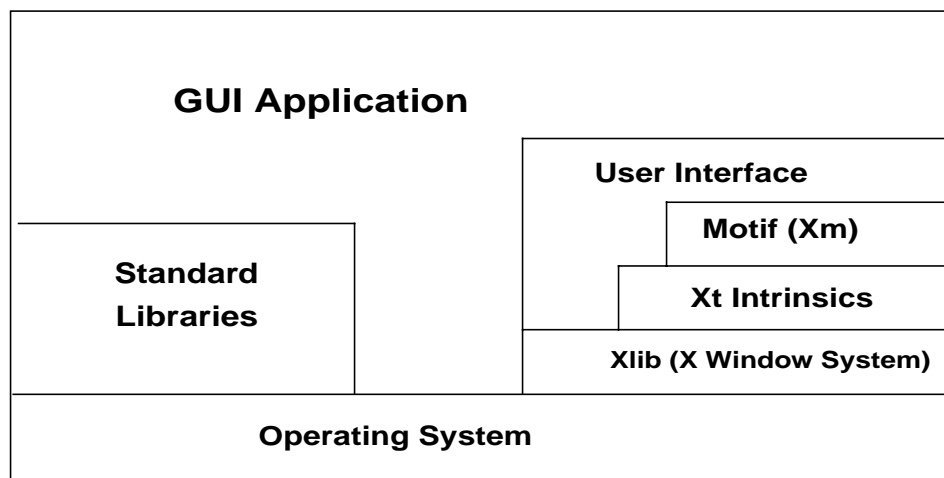 GUI Application
User Interface
Motif (Xm)
Standard
Libraries
Xt Intrinsics
Xlib (X Window System)
Operating System